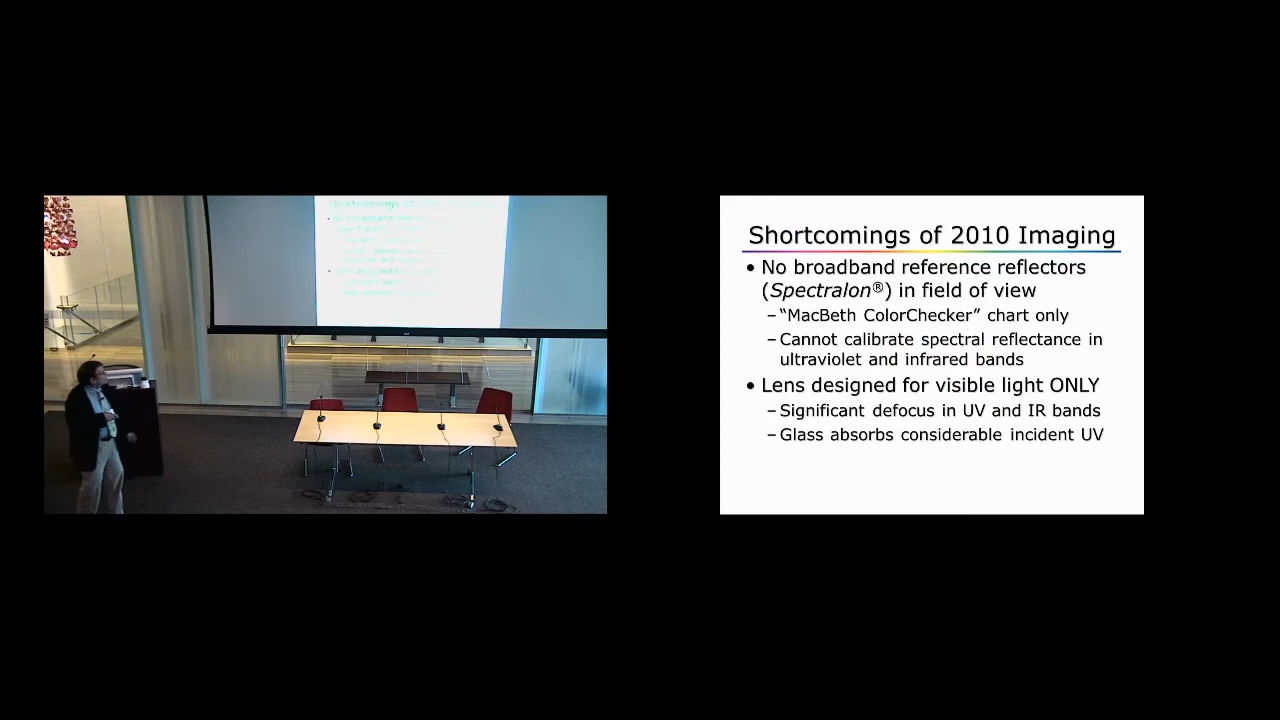 Shortcomings of 2010 Imaging
• No broadband reference reflectors
(Spectralon®) in field of view
– “MacBeth ColorChecker” chart only
– Cannot calibrate spectral reflectance in
ultraviolet and infrared bands
• Lens designed for visible light ONLY
– Significant defocus in UV and IR bands
– Glass absorbs considerable incident UV